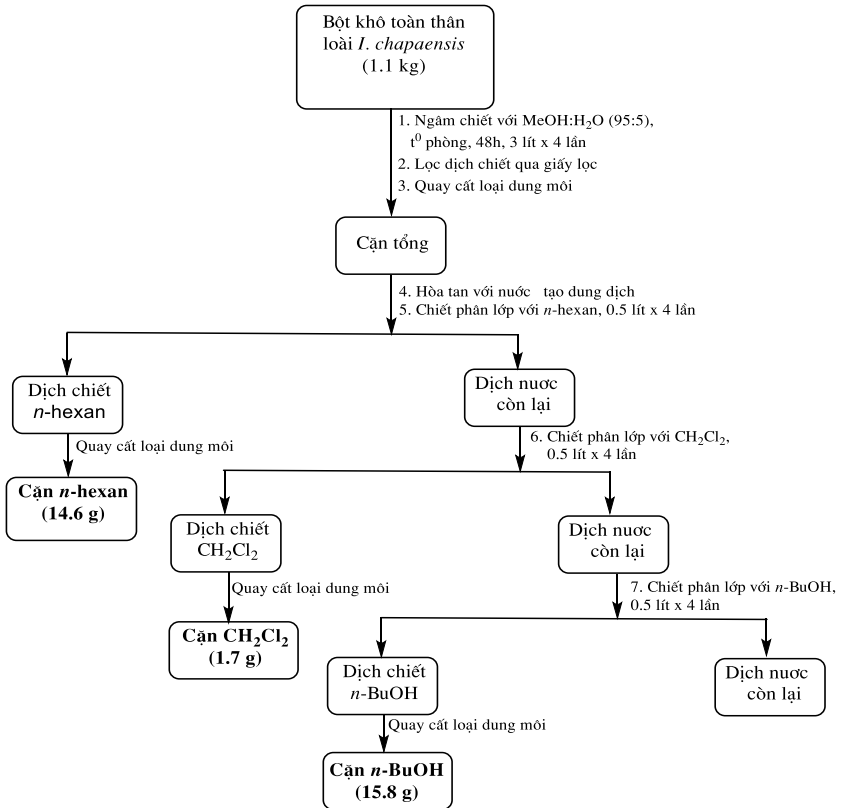 Bột khô toàn thân
loài I. chapaensis
(1.1 kg)
1. Ngâm chiết với MeOH:H₂O (95:5),
t⁰ phòng, 48h, 3 lít x 4 lần
2. Lọc dịch chiết qua giấy lọc
3. Quay cất loại dung môi
Cặn tổng
4. Hòa tan với nuớc tạo dung dịch
5. Chiết phân lớp với n-hexan, 0.5 lít x 4 lần
Dịch chiết
n-hexan
Dịch nuơc
còn lại
Quay cất loại dung môi
6. Chiết phân lớp với CH₂Cl₂,
0.5 lít x 4 lần
Cặn n-hexan
(14.6 g)
Dịch chiết
CH₂Cl₂
Dịch nuơc
còn lại
Quay cất loại dung môi
7. Chiết phân lớp với n-BuOH,
0.5 lít x 4 lần
Cặn CH₂Cl₂
(1.7 g)
Dịch chiết
n-BuOH
Dịch nuơc
còn lại
Quay cất loại dung môi
Cặn n-BuOH
(15.8 g)